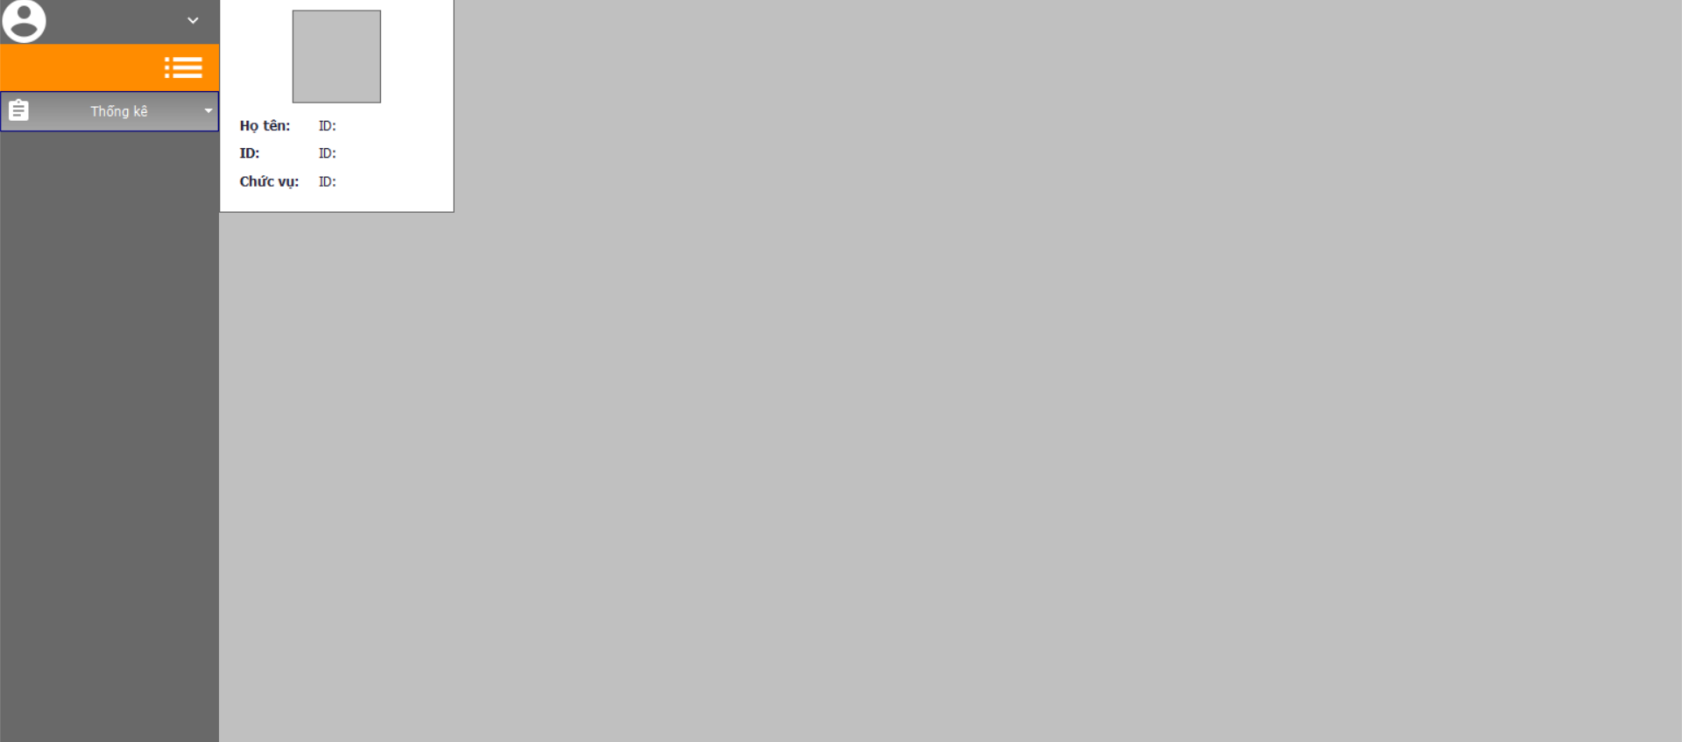 Thống kê
Họ tên: ID:
ID: ID:
Chức vụ: ID: